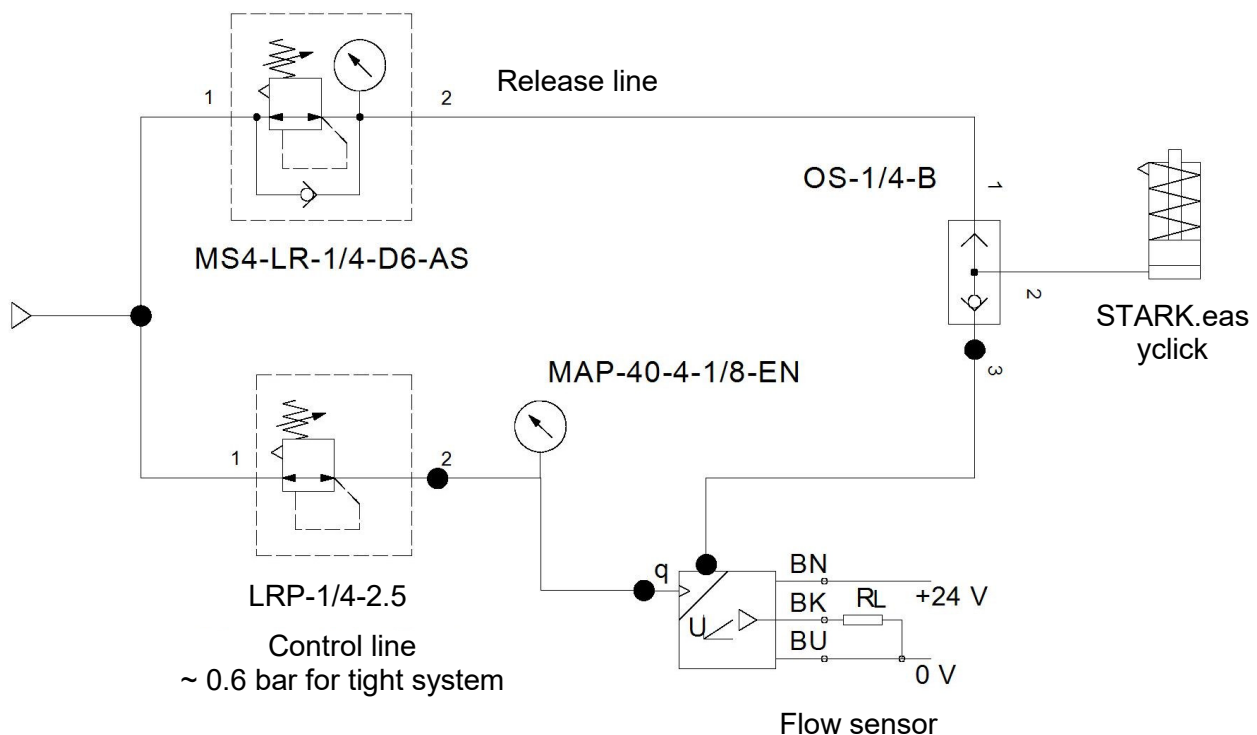 Release line
1
2
OS-1/4-B
1
MS4-LR-1/4-D6-AS
2
STARK.eas
yclick
3
MAP-40-4-1/8-EN
1
2
q
BN
+24 V
BK
RL
U
BU
0 V
LRP-1/4-2.5
Control line
~ 0.6 bar for tight system
Flow sensor